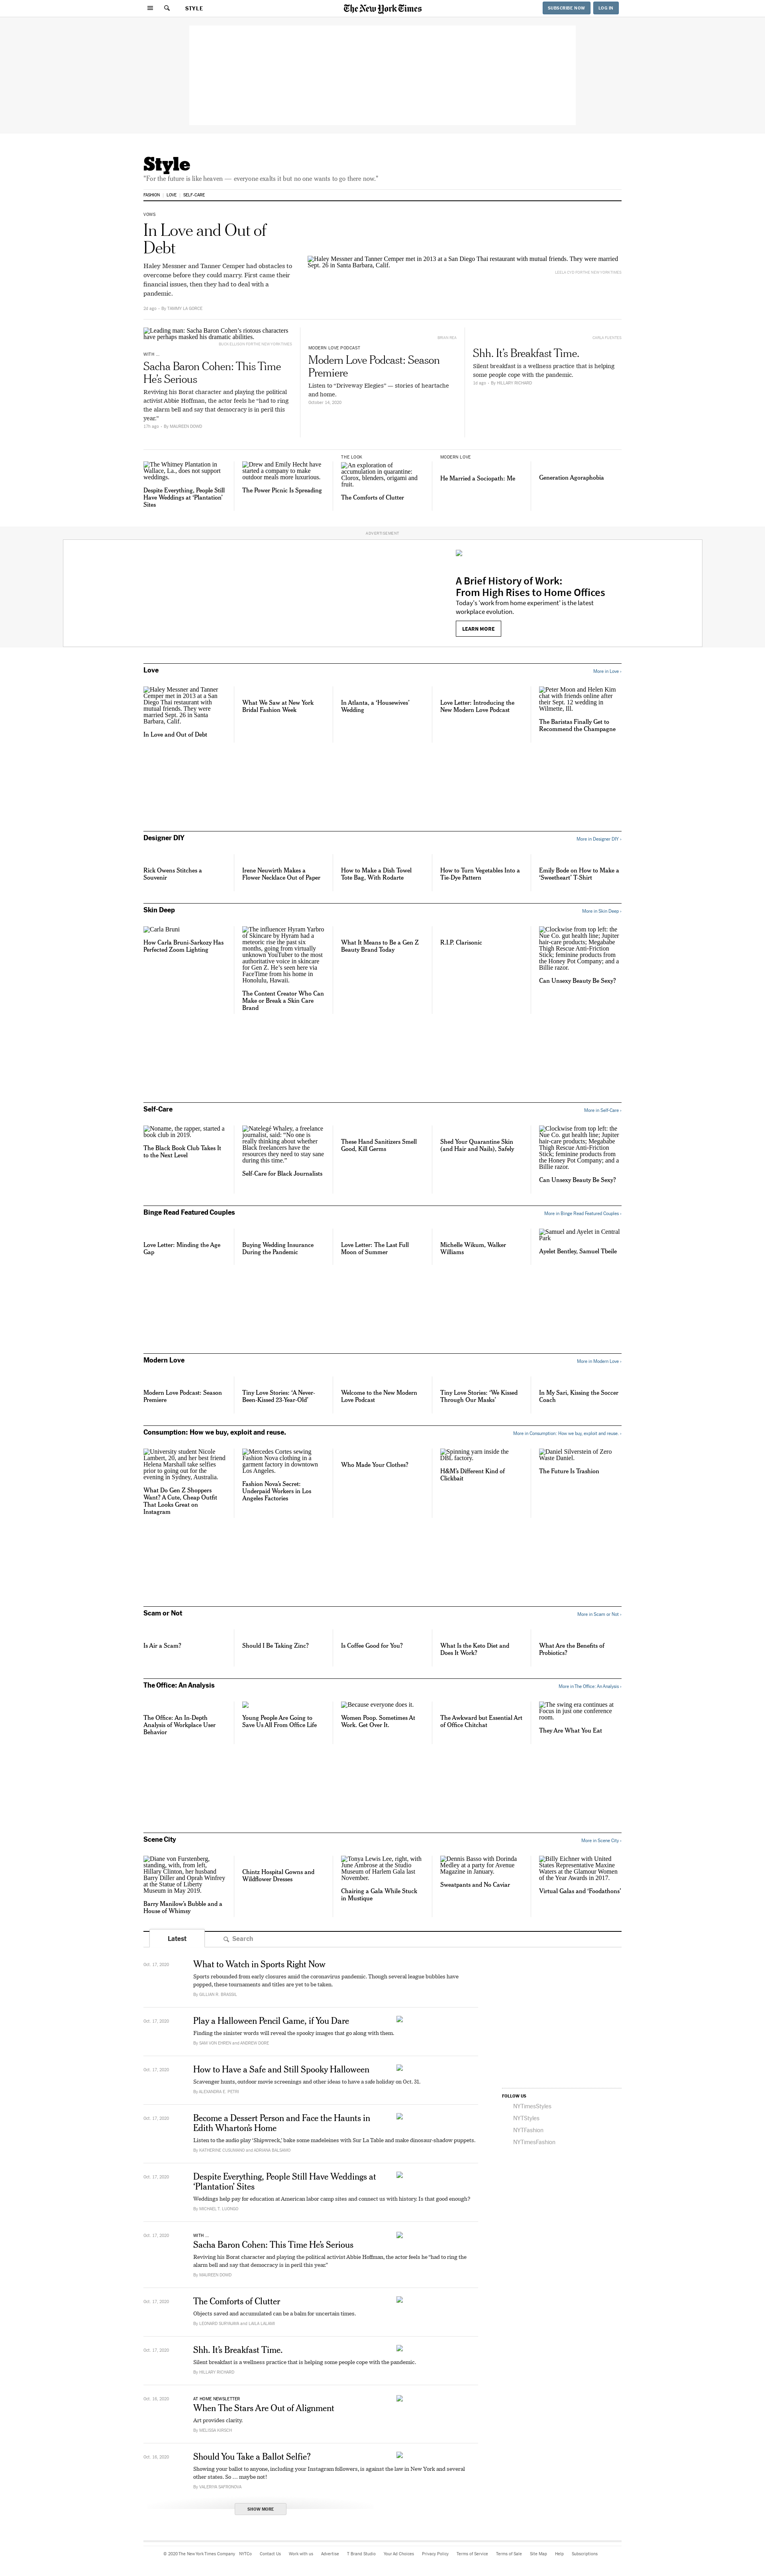 STYLE
The New York Times
SUBSCRIBE NOW
LOG IN
Style
"For the future is like heaven — everyone exalts it but no one wants to go there now."
FASHION
LOVE
SELF-CARE
VOWS
In Love and Out of
Debt
Haley Messner and Tanner Cemper had obstacles to
overcome before they could marry. First came their
financial issues, then they had to deal with a
pandemic.
By TAMMY LA GORCE
Haley Messner and Tanner Cemper met in 2013 at a San Diego Thai restaurant with mutual friends. They were married
Sept. 26 in Santa Barbara, Calif.
Leading man: Sacha Baron Cohen's riotous characters
have perhaps masked his dramatic abilities.
WITH ...
Sacha Baron Cohen: This Time
He's Serious
Reviving his Borat character and playing the political
activist Abbie Hoffman, the actor feels he "had to ring
the alarm bell and say that democracy is in peril this
year."
17h ago · By MAUREEN DOWD
MODERN LOVE PODCAST
Modern Love Podcast: Season
Premiere
Listen to "Driveway Elegies" — stories of heartache
and home.
October 14, 2020
Shh. It's Breakfast Time.
Silent breakfast is a wellness practice that is helping
some people cope with the pandemic.
By HILLARY RICHARD
The Whitney Plantation in
Wallace, La., does not support
weddings.
Despite Everything, People Still
Have Weddings at 'Plantation'
Sites
Drew and Emily Hecht have
started a company to make
outdoor meals more luxurious.
The Power Picnic Is Spreading
THE LOOK
An exploration of
accumulation in quarantine:
Clorox, blenders, origami and
fruit.
The Comforts of Clutter
MODERN LOVE
He Married a Sociopath: Me
Generation Agoraphobia
ADVERTISEMENT
A Brief History of Work:
From High Rises to Home Offices
Today's 'work from home experiment' is the latest
workplace evolution.
LEARN MORE
Love
More in Love ›
Haley Messner and Tanner
Cemper met in 2013 at a San
Diego Thai restaurant with
mutual friends. They were
married Sept. 26 in Santa
Barbara, Calif.
In Love and Out of Debt
What We Saw at New York
Bridal Fashion Week
In Atlanta, a 'Housewives'
Wedding
Love Letter: Introducing the
New Modern Love Podcast
Peter Moon and Helen Kim
chat with friends online after
their Sept. 12 wedding in
Wilmette, Ill.
The Baristas Finally Get to
Recommend the Champagne
Designer DIY
More in Designer DIY ›
Rick Owens Stitches a
Souvenir
Irene Neuwirth Makes a
Flower Necklace Out of Paper
How to Make a Dish Towel
Tote Bag, With Rodarte
How to Turn Vegetables Into a
Tie-Dye Pattern
Emily Bode on How to Make a
'Sweetheart' T-Shirt
Skin Deep
More in Skin Deep ›
Carla Bruni
How Carla Bruni-Sarkozy Has
Perfected Zoom Lighting
The influencer Hyram Yarbro
of Skincare by Hyram had a
meteoric rise the past six
months, going from virtually
unknown YouTuber to the most
authoritative voice in skincare
for Gen Z. He's seen here via
FaceTime from his home in
Honolulu, Hawaii.
The Content Creator Who Can
Make or Break a Skin Care
Brand
What It Means to Be a Gen Z
Beauty Brand Today
R.I.P. Clarisonic
Clockwise from top left: the
Nue Co. gut health line; Jupiter
hair-care products; Megababe
Thigh Rescue Anti-Friction
Stick; feminine products from
the Honey Pot Company; and a
Billie razor.
Can Unsexy Beauty Be Sexy?
Self-Care
More in Self-Care ›
Noname, the rapper, started a
book club in 2019.
The Black Book Club Takes It
to the Next Level
Natelegé Whaley, a freelance
journalist, said: "No one is
really thinking about whether
Black freelancers have the
resources they need to stay sane
during this time."
Self-Care for Black Journalists
These Hand Sanitizers Smell
Good, Kill Germs
Shed Your Quarantine Skin
(and Hair and Nails), Safely
Clockwise from top left: the
Nue Co. gut health line; Jupiter
hair-care products; Megababe
Thigh Rescue Anti-Friction
Stick; feminine products from
the Honey Pot Company; and a
Billie razor.
Can Unsexy Beauty Be Sexy?
Binge Read Featured Couples
More in Binge Read Featured Couples ›
Love Letter: Minding the Age
Gap
Buying Wedding Insurance
During the Pandemic
Love Letter: The Last Full
Moon of Summer
Michelle Wikum, Walker
Williams
Samuel and Ayelet in Central
Park
Ayelet Bentley, Samuel Tbeile
Modern Love
More in Modern Love ›
Modern Love Podcast: Season
Premiere
Tiny Love Stories: 'A Never-
Been-Kissed 23-Year-Old'
Welcome to the New Modern
Love Podcast
Tiny Love Stories: 'We Kissed
Through Our Masks'
In My Sari, Kissing the Soccer
Coach
Consumption: How we buy, exploit and reuse.
More in Consumption: How we buy, exploit and reuse. ›
University student Nicole
Lambert, 20, and her best friend
Helena Marshall take selfies
prior to going out for the
evening in Sydney, Australia.
What Do Gen Z Shoppers
Want? A Cute, Cheap Outfit
That Looks Great on
Instagram
Mercedes Cortes sewing
Fashion Nova clothing in a
garment factory in downtown
Los Angeles.
Fashion Nova's Secret:
Underpaid Workers in Los
Angeles Factories
Who Made Your Clothes?
Spinning yarn inside the
DBL factory.
H&M's Different Kind of
Clickbait
Daniel Silverstein of Zero
Waste Daniel.
The Future Is Trashion
Scam or Not
More in Scam or Not ›
Is Air a Scam?
Should I Be Taking Zinc?
Is Coffee Good for You?
What Is the Keto Diet and
Does It Work?
What Are the Benefits of
Probiotics?
The Office: An Analysis
More in The Office: An Analysis ›
The Office: An In-Depth
Analysis of Workplace User
Behavior
Young People Are Going to
Save Us All From Office Life
Because everyone does it.
Women Poop. Sometimes At
Work. Get Over It.
The Awkward but Essential Art
of Office Chitchat
The swing era continues at
Focus in just one conference
room.
They Are What You Eat
Scene City
More in Scene City ›
Diane von Furstenberg,
standing, with, from left,
Hillary Clinton, her husband
Barry Diller and Oprah Winfrey
at the Statue of Liberty
Museum in May 2019.
Barry Manilow's Bubble and a
House of Whimsy
Chintz Hospital Gowns and
Wildflower Dresses
Tonya Lewis Lee, right, with
June Ambrose at the Studio
Museum of Harlem Gala last
November.
Chairing a Gala While Stuck
in Mustique
Dennis Basso with Dorinda
Medley at a party for Avenue
Magazine in January.
Sweatpants and No Caviar
Billy Eichner with United
States Representative Maxine
Waters at the Glamour Women
of the Year Awards in 2017.
Virtual Galas and 'Foodathons'
Latest
Search
Oct. 17, 2020
What to Watch in Sports Right Now
Sports rebounded from early closures amid the coronavirus pandemic. Though several league bubbles have
popped, these tournaments and titles are yet to be taken.
By GILLIAN R. BRASSIL
Oct. 17, 2020
Play a Halloween Pencil Game, if You Dare
Finding the sinister words will reveal the spooky images that go along with them.
By SAM VON EHREN and ANDREW SORE
Oct. 17, 2020
How to Have a Safe and Still Spooky Halloween
Scavenger hunts, outdoor movie screenings and other ideas to have a safe holiday on Oct. 31.
By ALEXANDRA E. PETRI
Oct. 17, 2020
Become a Dessert Person and Face the Haunts in
Edith Wharton's Home
Listen to the audio play 'Shipwreck,' bake some madeleines with Sur La Table and make dinosaur-shadow puppets.
By KATHERINE CUSUMANO and ADRIANA BALSAMO
Oct. 17, 2020
Despite Everything, People Still Have Weddings at
'Plantation' Sites
Weddings help pay for education at American labor camp sites and connect us with history. Is that good enough?
By MICHAEL T. LUONGO
Oct. 17, 2020
WITH ...
Sacha Baron Cohen: This Time He's Serious
Reviving his Borat character and playing the political activist Abbie Hoffman, the actor feels he "had to ring the
alarm bell and say that democracy is in peril this year."
By MAUREEN DOWD
Oct. 17, 2020
The Comforts of Clutter
Objects saved and accumulated can be a balm for uncertain times.
Oct. 17, 2020
Shh. It's Breakfast Time.
Silent breakfast is a wellness practice that is helping some people cope with the pandemic.
By HILLARY RICHARD
Oct. 16, 2020
AT HOME NEWSLETTER
When The Stars Are Out of Alignment
Art provides clarity.
By MELISSA KIRSCH
Oct. 16, 2020
Should You Take a Ballot Selfie?
Showing your ballot to anyone, including your Instagram followers, is against the law in New York and several
other states. So … maybe not!
By VALERIYA SAFRONOVA
SHOW MORE
FOLLOW US
NYTimesStyles
NYTStyles
NYTFashion
NYTimesFashion
© 2020 The New York Times Company
NYTCo
Contact Us
Work with us
Advertise
T Brand Studio
Your Ad Choices
Privacy Policy
Terms of Service
Terms of Sale
Site Map
Help
Subscriptions